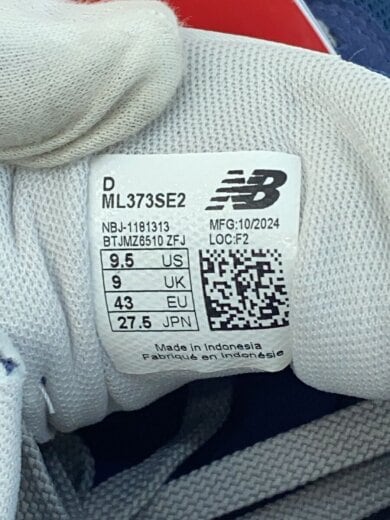 D
ML373SE2
NB
NBJ-1181313
BTJMZ6510 ZFJ
MFG:10/2024
LOC:F2
9.5 US
9 UK
43 EU
27.5 JPN
Made in Indonesia
Fabriqué en Indonésie